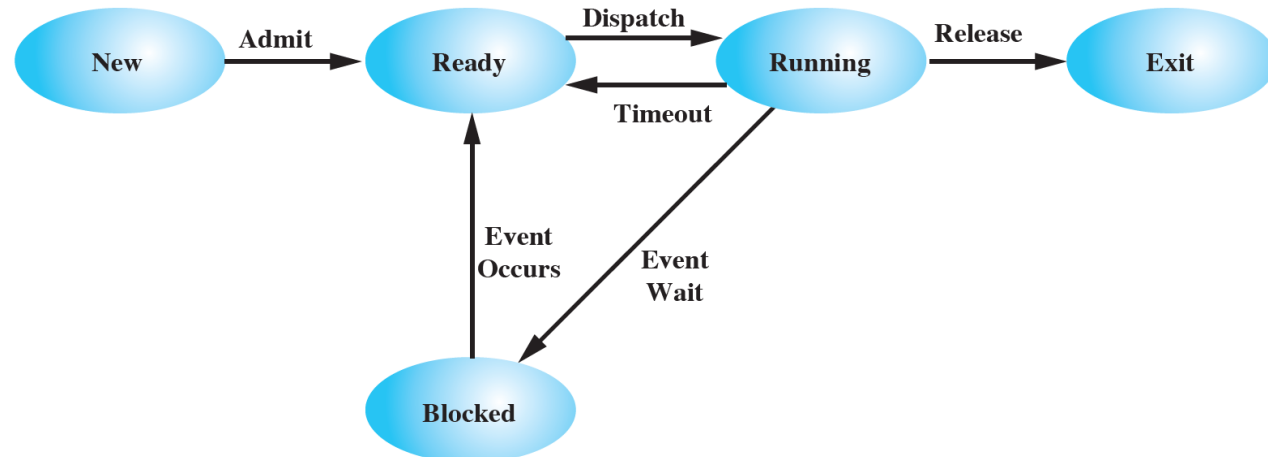 Dispatch
Admit
Release
New
Ready
Running
Exit
Timeout
Event
Occurs
Event
Wait
Blocked